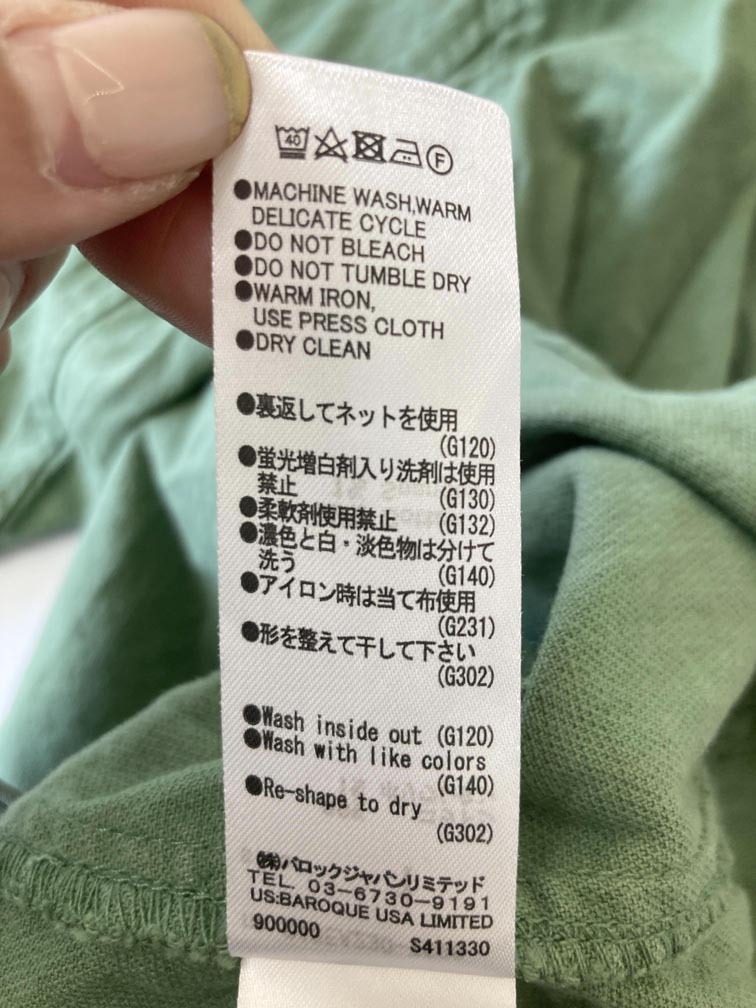 40 F
●MACHINE WASH,WARM
DELICATE CYCLE
●DO NOT BLEACH
●DO NOT TUMBLE DRY
●WARM IRON,
USE PRESS CLOTH
●DRY CLEAN
●裏返してネットを使用
(G120)
●蛍光増白剤入り洗剤は使用
禁止 (G130)
●柔軟剤使用禁止 (G132)
●濃色と白・淡色物は分けて
洗う (G140)
●アイロン時は当て布使用
(G231)
●形を整えて干して下さい
(G302)
●Wash inside out (G120)
●Wash with like colors
(G140)
●Re-shape to dry
(G302)
㈱バロックジャパンリミテッド
TEL. 03-6730-9191
US:BAROQUE USA LIMITED
900000 S411330